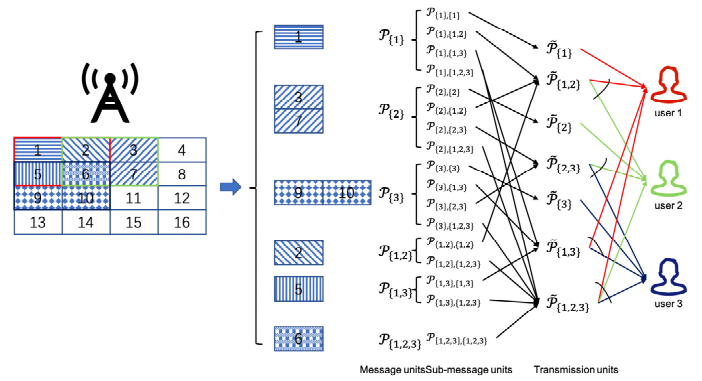 1 2 3 4
5 6 7 8
9 10 11 12
13 14 15 16
1
3
7
9 10
2
5
6
𝒫{1}
𝒫{2}
𝒫{3}
𝒫{1,2}
𝒫{1,3}
𝒫{1,2,3}
𝒫{1},{1}
𝒫{1},{1,2}
𝒫{1},{1,3}
𝒫{1},{1,2,3}
𝒫{2},{2}
𝒫{2},{1,2}
𝒫{2},{2,3}
𝒫{2},{1,2,3}
𝒫{3},{3}
𝒫{3},{1,3}
𝒫{3},{2,3}
𝒫{3},{1,2,3}
𝒫{1,2},{1,2}
𝒫{1,2},{1,2,3}
𝒫{1,3},{1,3}
𝒫{1,3},{1,2,3}
𝒫{1,2,3},{1,2,3}
𝒫̃{1}
𝒫̃{1,2}
𝒫̃{2}
𝒫̃{2,3}
𝒫̃{3}
𝒫̃{1,3}
𝒫̃{1,2,3}
user 1
user 2
user 3
Message units Sub-message units Transmission units